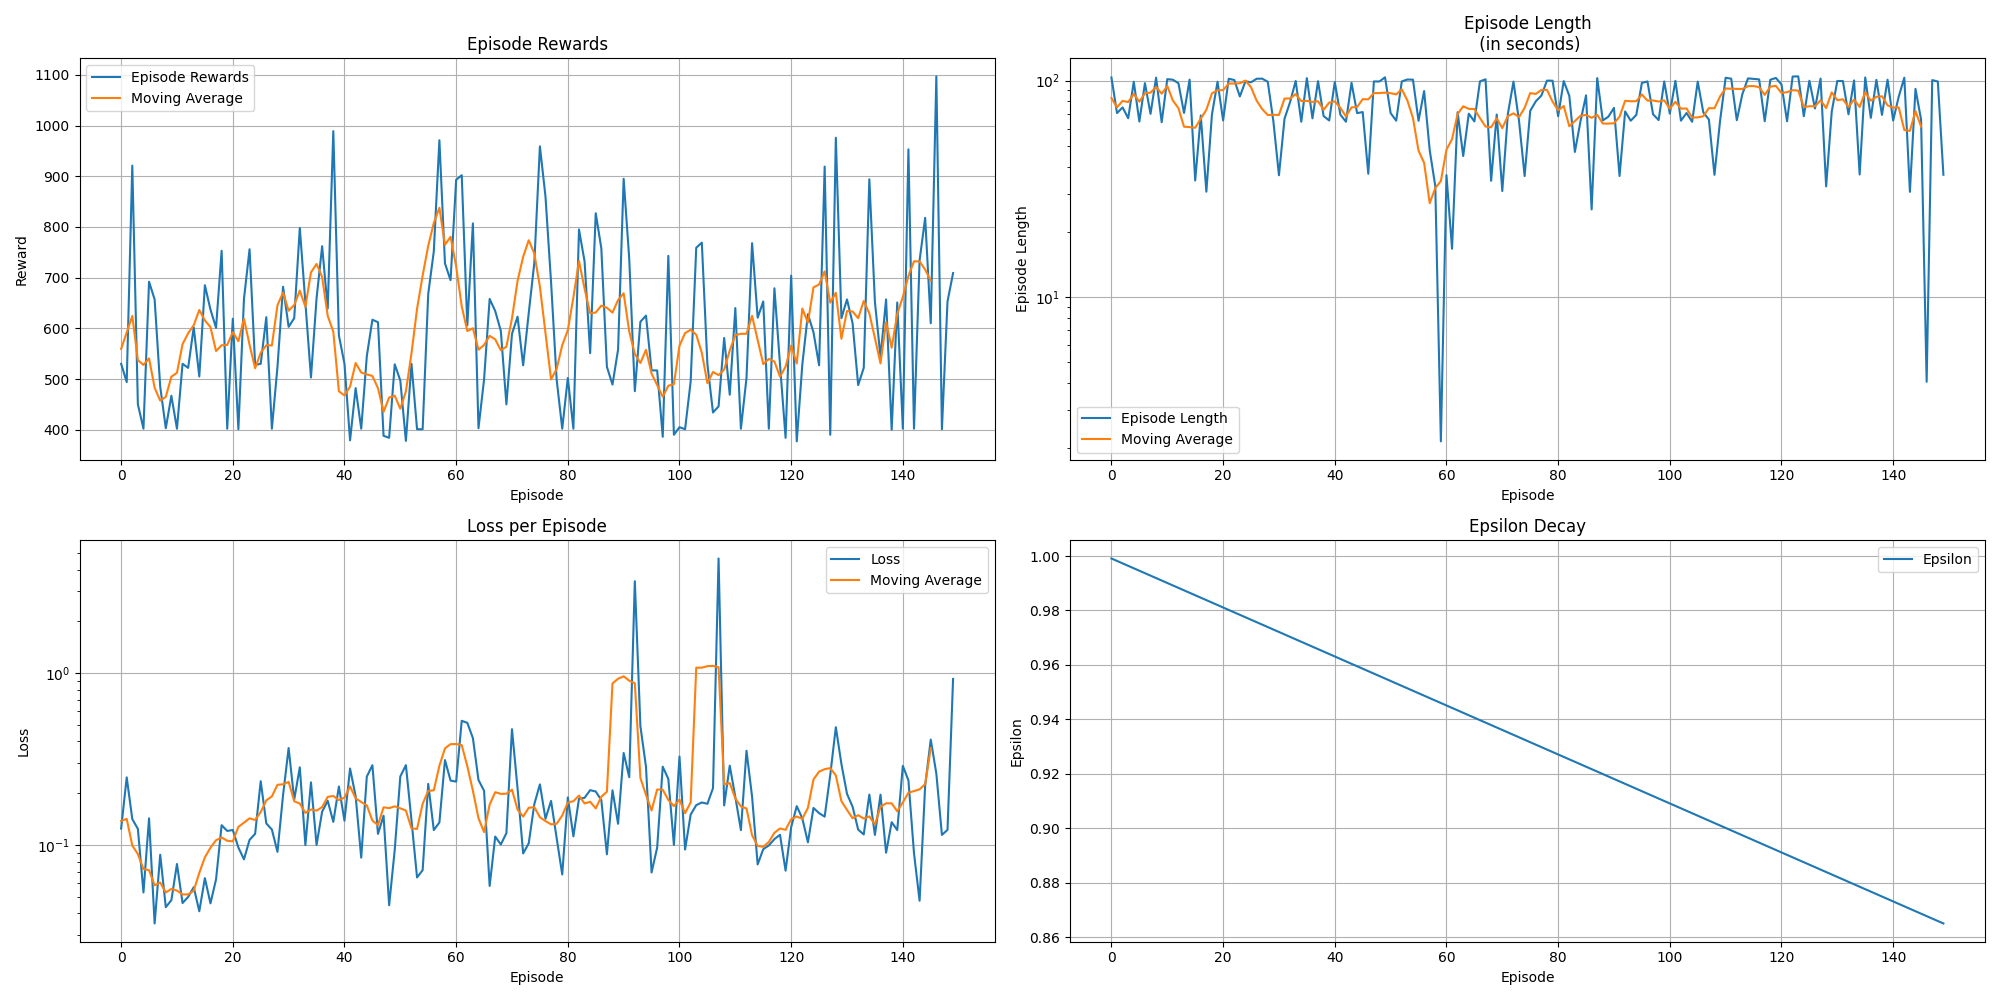 Episode Rewards
Episode Rewards
Moving Average
Reward
1100
1000
900
800
700
600
500
400
0 20 40 60 80 100 120 140
Episode
Episode Length
(in seconds)
Episode Length
10²
10¹
Episode Length
Moving Average
0 20 40 60 80 100 120 140
Episode
Loss per Episode
Loss
Moving Average
Loss
10⁰
10⁻¹
0 20 40 60 80 100 120 140
Episode
Epsilon Decay
Epsilon
Epsilon
1.00
0.98
0.96
0.94
0.92
0.90
0.88
0.86
0 20 40 60 80 100 120 140
Episode